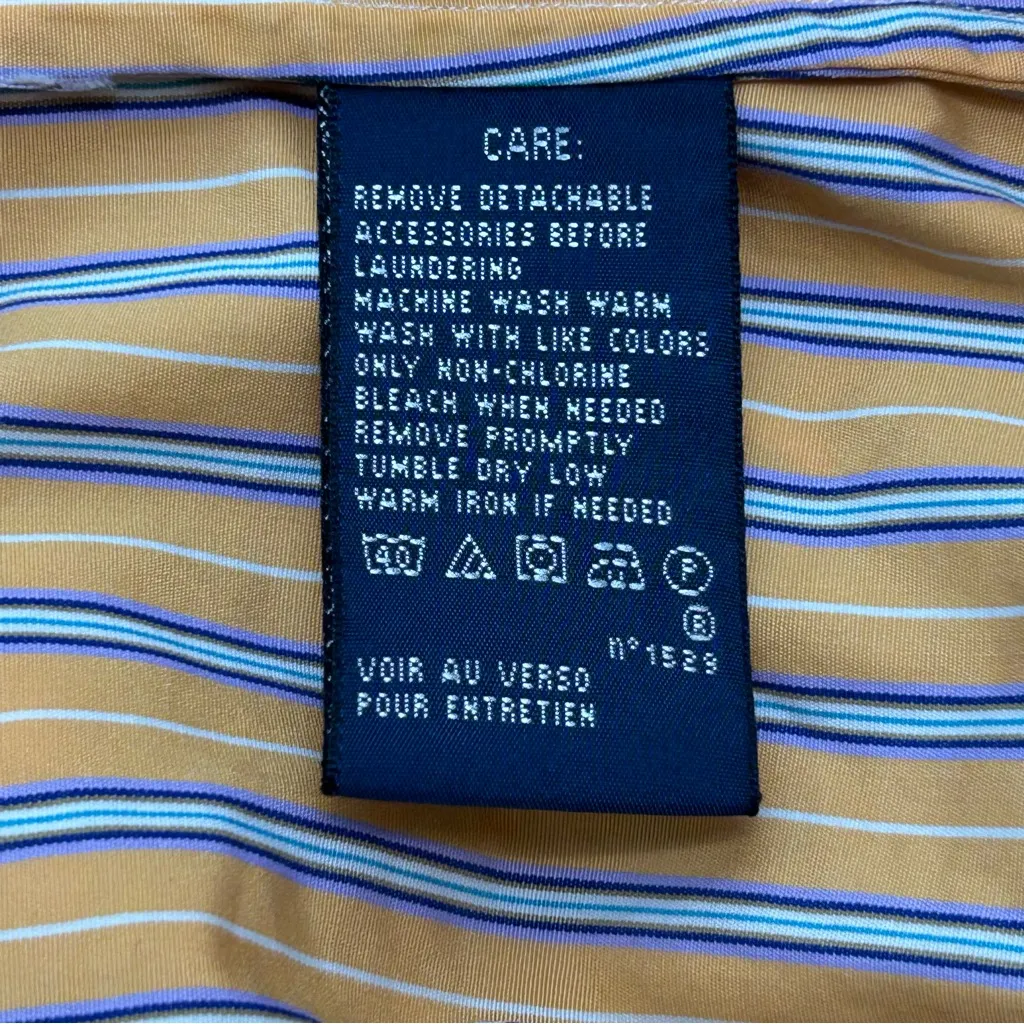 CARE:
REMOVE DETACHABLE
ACCESSORIES BEFORE
LAUNDERING
MACHINE WASH WARM
WASH WITH LIKE COLORS
ONLY NON-CHLORINE
BLEACH WHEN NEEDED
REMOVE PROMPTLY
TUMBLE DRY LOW
WARM IRON IF NEEDED
40 P
®
n°1523
VOIR AU VERSO
POUR ENTRETIEN